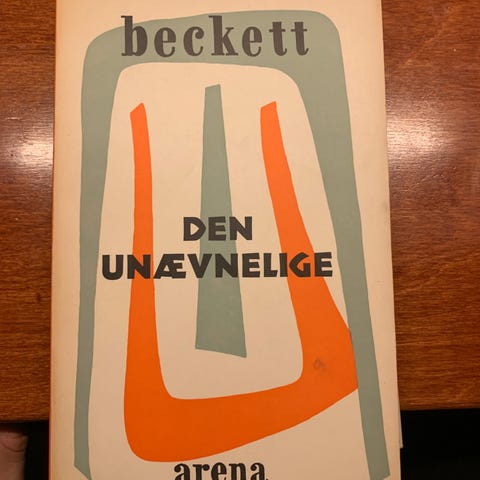 beckett
DEN
UNÆVNELIGE
arena